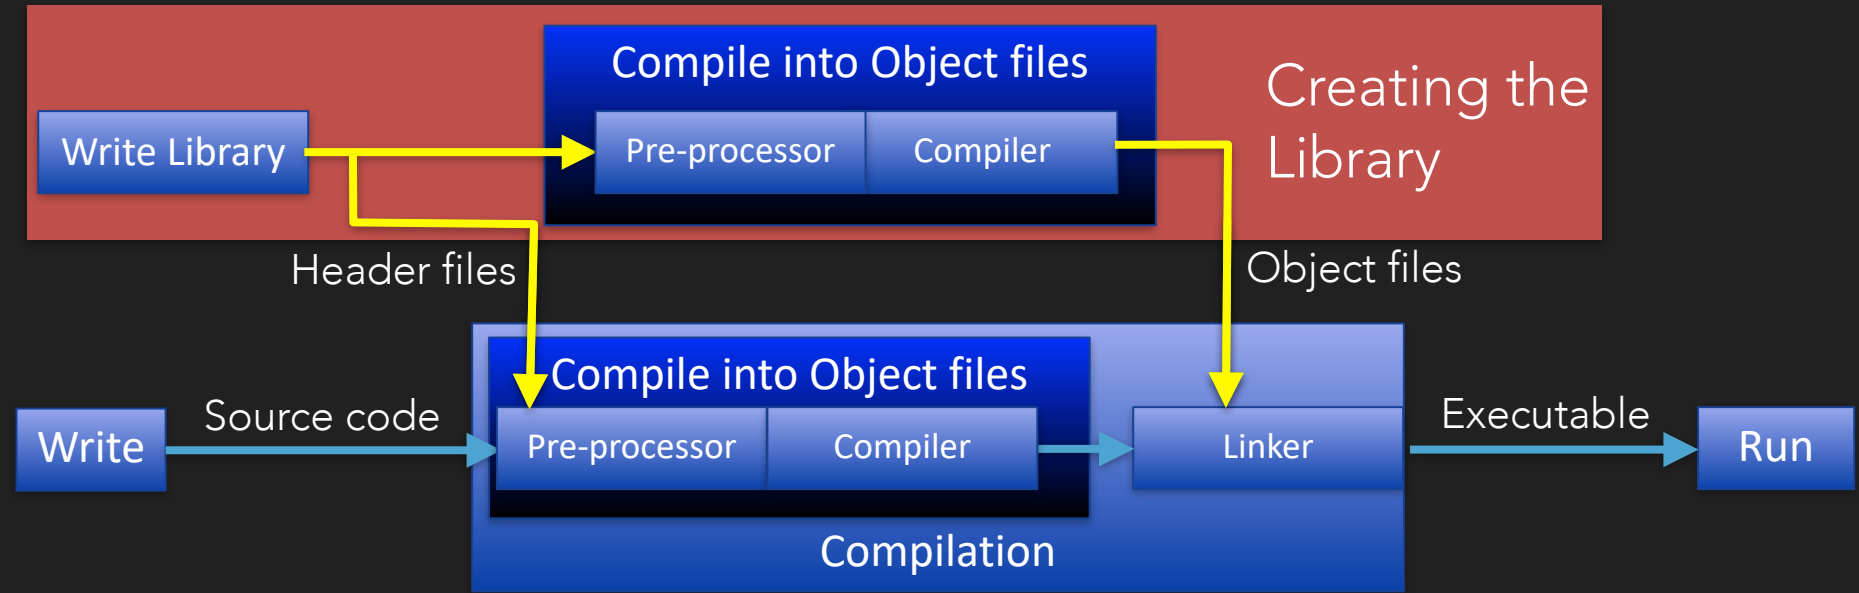 Compile into Object files
Creating the
Library
Write Library
Pre-processor
Compiler
Header files
Object files
Compile into Object files
Write
Source code
Pre-processor
Compiler
Linker
Executable
Run
Compilation